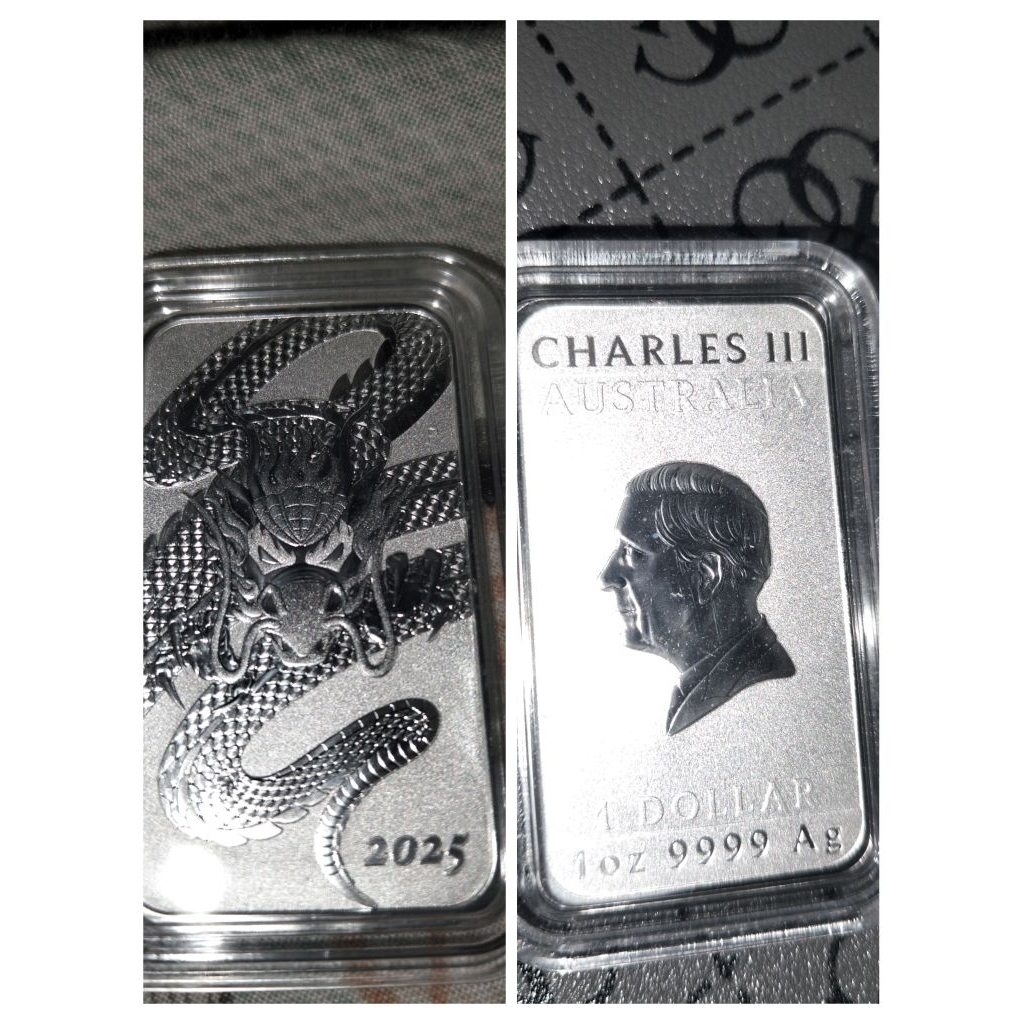 2025
CHARLES III
AUSTRALIA
1 DOLLAR
1oz 9999 Ag